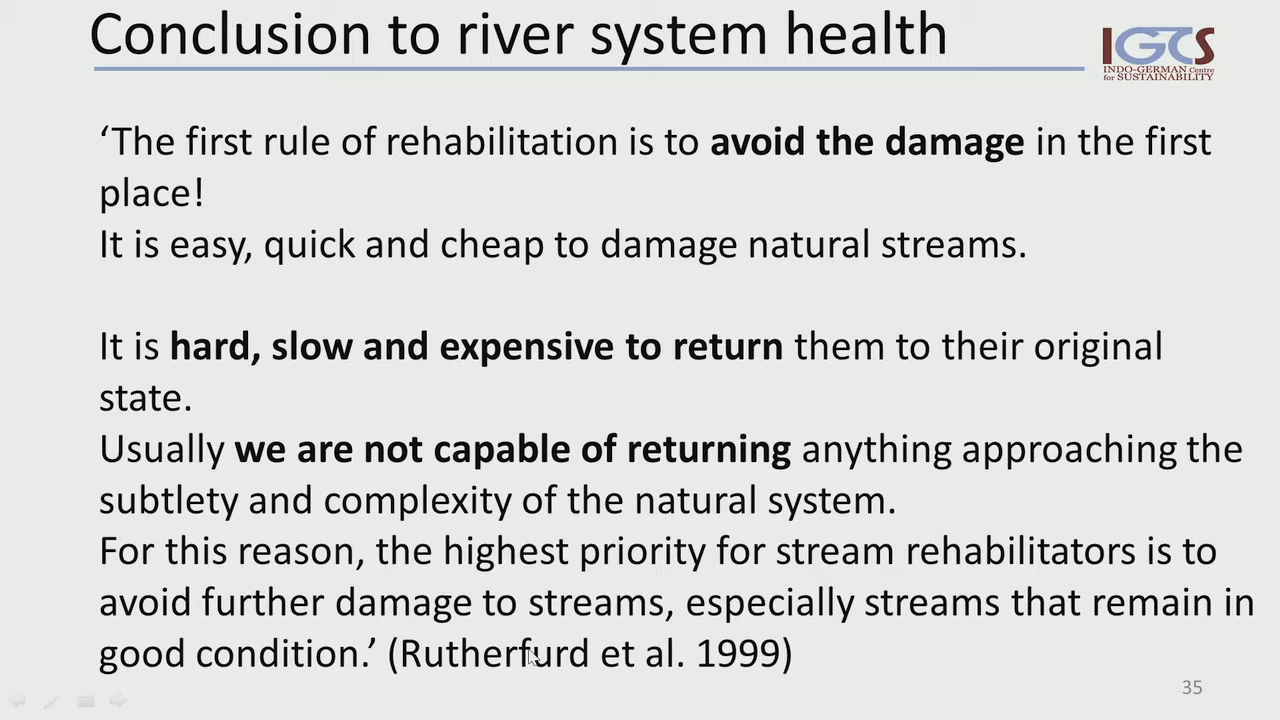 Conclusion to river system health
IGCS
INDO-GERMAN Centre
for SUSTAINABILITY
‘The first rule of rehabilitation is to avoid the damage in the first
place!
It is easy, quick and cheap to damage natural streams.
It is hard, slow and expensive to return them to their original
state.
Usually we are not capable of returning anything approaching the
subtlety and complexity of the natural system.
For this reason, the highest priority for stream rehabilitators is to
avoid further damage to streams, especially streams that remain in
good condition.’ (Rutherfurd et al. 1999)
35